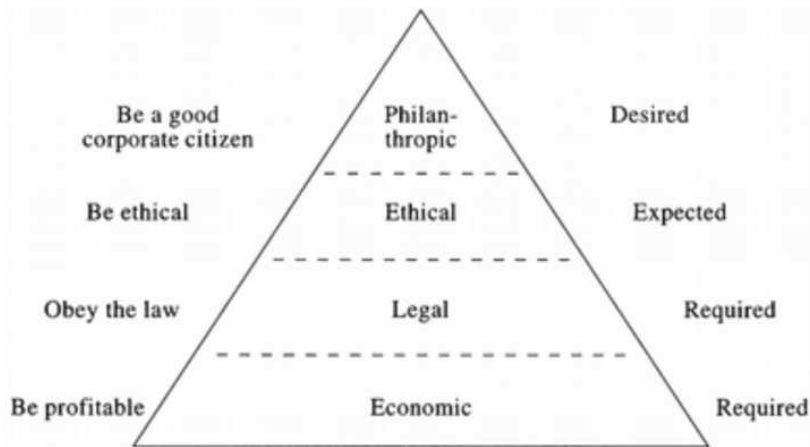 Be a good
corporate citizen
Philan-
thropic
Desired
Be ethical
Ethical
Expected
Obey the law
Legal
Required
Be profitable
Economic
Required